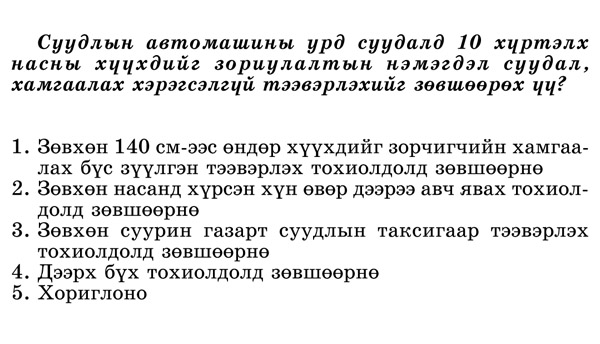 Суудлын автомашины урд суудалд 10 хүртэлх
насны хүүхдийг зориулалтын нэмэгдэл суудал,
хамгаалах хэрэгсэлгүй тээвэрлэхийг зөвшөөрөх үү?
1. Зөвхөн 140 см-ээс өндөр хүүхдийг зорчигчийн хамгаа-
лах бүс зүүлгэн тээвэрлэх тохиолдолд зөвшөөрнө
2. Зөвхөн насанд хүрсэн хүн өвөр дээрээ авч явах тохиол-
долд зөвшөөрнө
3. Зөвхөн суурин газарт суудлын таксигаар тээвэрлэх
тохиолдолд зөвшөөрнө
4. Дээрх бүх тохиолдолд зөвшөөрнө
5. Хориглоно